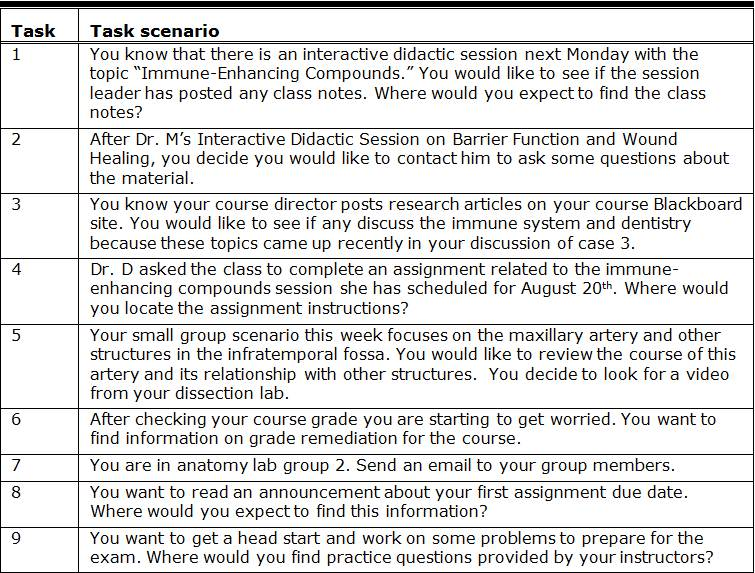 Task Task scenario
1 You know that there is an interactive didactic session next Monday with the
topic “Immune-Enhancing Compounds.” You would like to see if the session
leader has posted any class notes. Where would you expect to find the class
notes?
2 After Dr. M’s Interactive Didactic Session on Barrier Function and Wound
Healing, you decide you would like to contact him to ask some questions about
the material.
3 You know your course director posts research articles on your course Blackboard
site. You would like to see if any discuss the immune system and dentistry
because these topics came up recently in your discussion of case 3.
4 Dr. D asked the class to complete an assignment related to the immune-
enhancing compounds session she has scheduled for August 20th. Where would
you locate the assignment instructions?
5 Your small group scenario this week focuses on the maxillary artery and other
structures in the infratemporal fossa. You would like to review the course of this
artery and its relationship with other structures.  You decide to look for a video
from your dissection lab.
6 After checking your course grade you are starting to get worried. You want to
find information on grade remediation for the course.
7 You are in anatomy lab group 2. Send an email to your group members.
8 You want to read an announcement about your first assignment due date.
Where would you expect to find this information?
9 You want to get a head start and work on some problems to prepare for the
exam. Where would you find practice questions provided by your instructors?